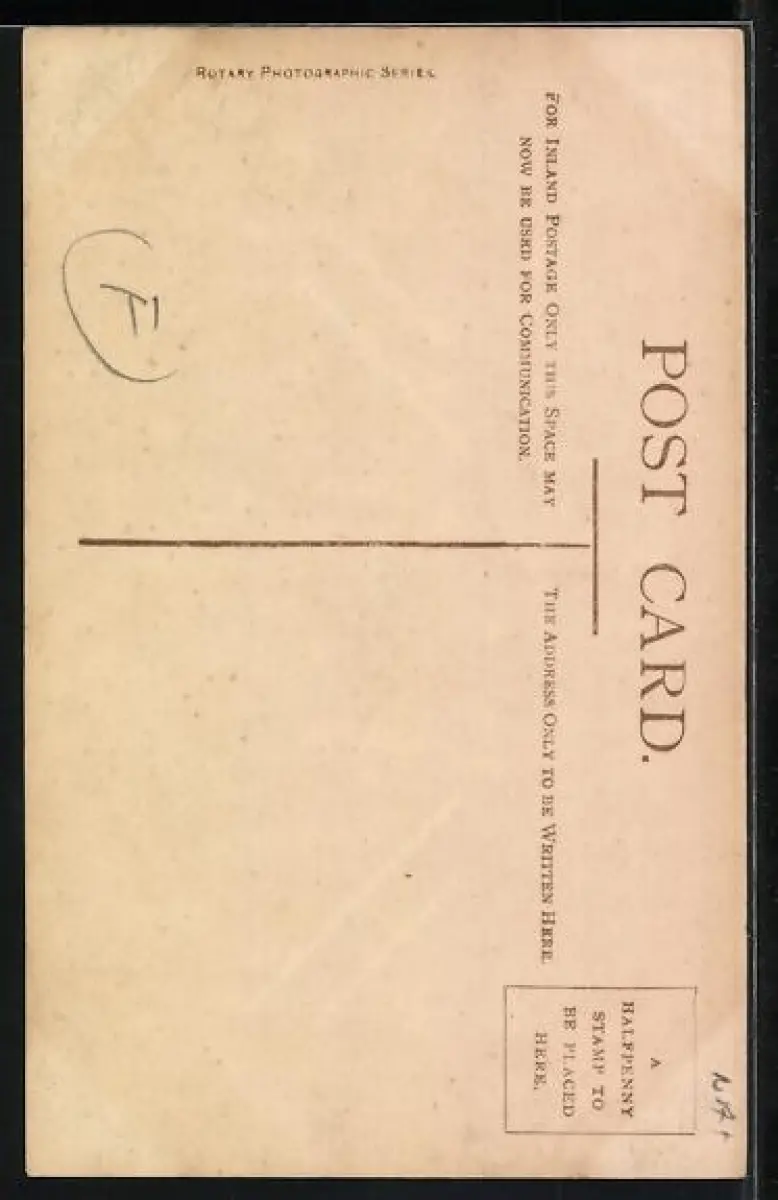 POST CARD.
FOR INLAND POSTAGE ONLY THIS SPACE MAY
NOW BE USED FOR COMMUNICATION.
THE ADDRESS ONLY TO BE WRITTEN HERE.
A
HALFPENNY
STAMP TO
BE PLACED
HERE.
ROTARY PHOTOGRAPHIC SERIES.
F